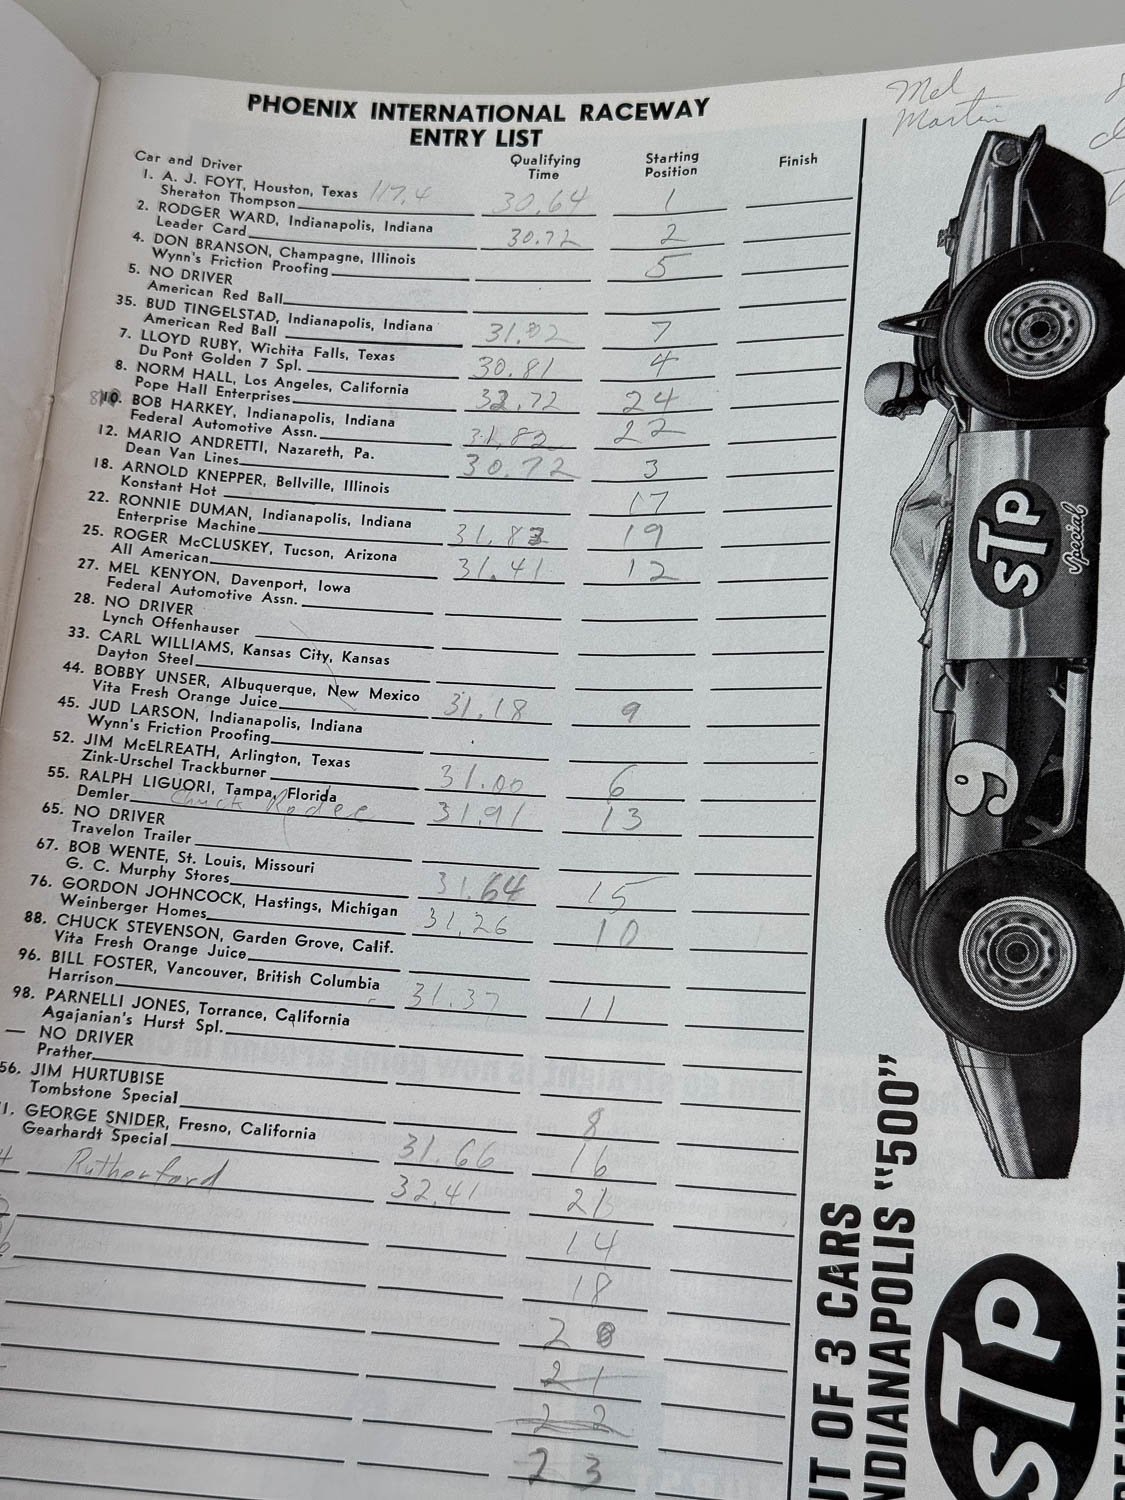 PHOENIX INTERNATIONAL RACEWAY
ENTRY LIST
Car and Driver Qualifying Time Starting Position Finish
1. A. J. FOYT, Houston, Texas 117.4
Sheraton Thompson 30.64 1
2. RODGER WARD, Indianapolis, Indiana
Leader Card 30.72 2
4. DON BRANSON, Champagne, Illinois
Wynn's Friction Proofing 5
5. NO DRIVER
American Red Ball
35. BUD TINGELSTAD, Indianapolis, Indiana
American Red Ball 31.02 7
7. LLOYD RUBY, Wichita Falls, Texas
Du Pont Golden 7 Spl. 30.81 4
8. NORM HALL, Los Angeles, California
Pope Hall Enterprises 32.72 24
10. BOB HARKEY, Indianapolis, Indiana
Federal Automotive Assn. 31.82 22
12. MARIO ANDRETTI, Nazareth, Pa.
Dean Van Lines 30.72 3
18. ARNOLD KNEPPER, Bellville, Illinois
Konstant Hot 17
22. RONNIE DUMAN, Indianapolis, Indiana
Enterprise Machine 31.83 19
25. ROGER McCLUSKEY, Tucson, Arizona
All American 31.41 12
27. MEL KENYON, Davenport, Iowa
Federal Automotive Assn.
28. NO DRIVER
Lynch Offenhauser
33. CARL WILLIAMS, Kansas City, Kansas
Dayton Steel
44. BOBBY UNSER, Albuquerque, New Mexico
Vita Fresh Orange Juice 31.18 9
45. JUD LARSON, Indianapolis, Indiana
Wynn's Friction Proofing
52. JIM McELREATH, Arlington, Texas
Zink-Urschel Trackburner 31.00 6
55. RALPH LIGUORI, Tampa, Florida
Demler Chuck Rodee 31.91 13
65. NO DRIVER
Travelon Trailer
67. BOB WENTE, St. Louis, Missouri
G. C. Murphy Stores 31.64 15
76. GORDON JOHNCOCK, Hastings, Michigan
Weinberger Homes 31.26 10
88. CHUCK STEVENSON, Garden Grove, Calif.
Vita Fresh Orange Juice
96. BILL FOSTER, Vancouver, British Columbia
Harrison 31.37 11
98. PARNELLI JONES, Torrance, California
Agajanian's Hurst Spl.
— NO DRIVER
Prather
56. JIM HURTUBISE
Tombstone Special 8
1. GEORGE SNIDER, Fresno, California
Gearhardt Special 31.66 16
Rutherford 32.41
14
18
20
21
22
23
Mel
Martin
STP
Special
9
UT OF 3 CARS
NDIANAPOLIS "500"
STP